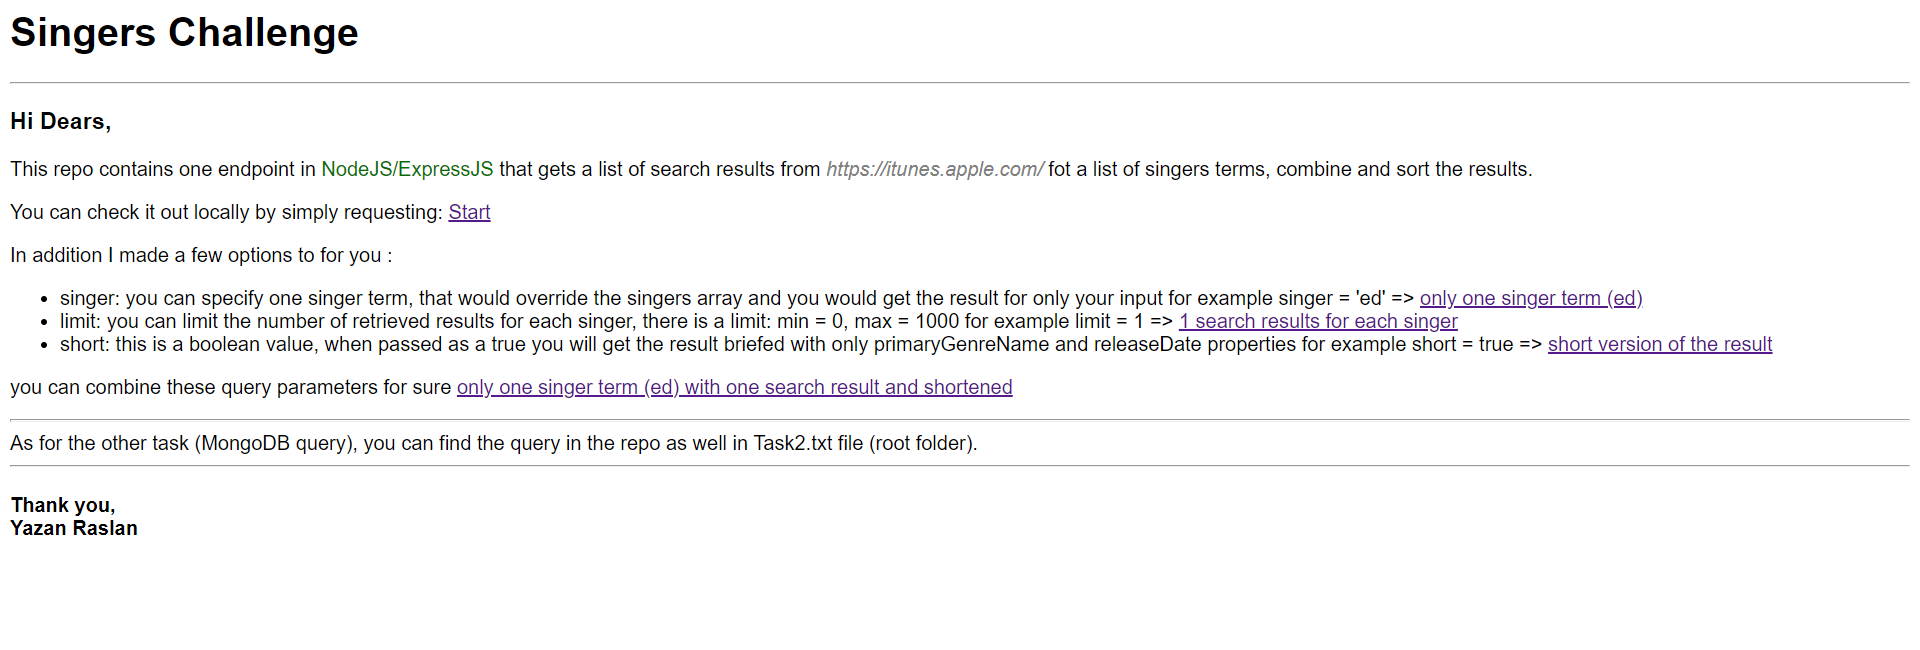 Singers Challenge
Hi Dears,
This repo contains one endpoint in NodeJS/ExpressJS that gets a list of search results from https://itunes.apple.com/ fot a list of singers terms, combine and sort the results.
You can check it out locally by simply requesting: Start
In addition I made a few options to for you :
• singer: you can specify one singer term, that would override the singers array and you would get the result for only your input for example singer = 'ed' => only one singer term (ed)
• limit: you can limit the number of retrieved results for each singer, there is a limit: min = 0, max = 1000 for example limit = 1 => 1 search results for each singer
• short: this is a boolean value, when passed as a true you will get the result briefed with only primaryGenreName and releaseDate properties for example short = true => short version of the result
you can combine these query parameters for sure only one singer term (ed) with one search result and shortened
As for the other task (MongoDB query), you can find the query in the repo as well in Task2.txt file (root folder).
Thank you,
Yazan Raslan